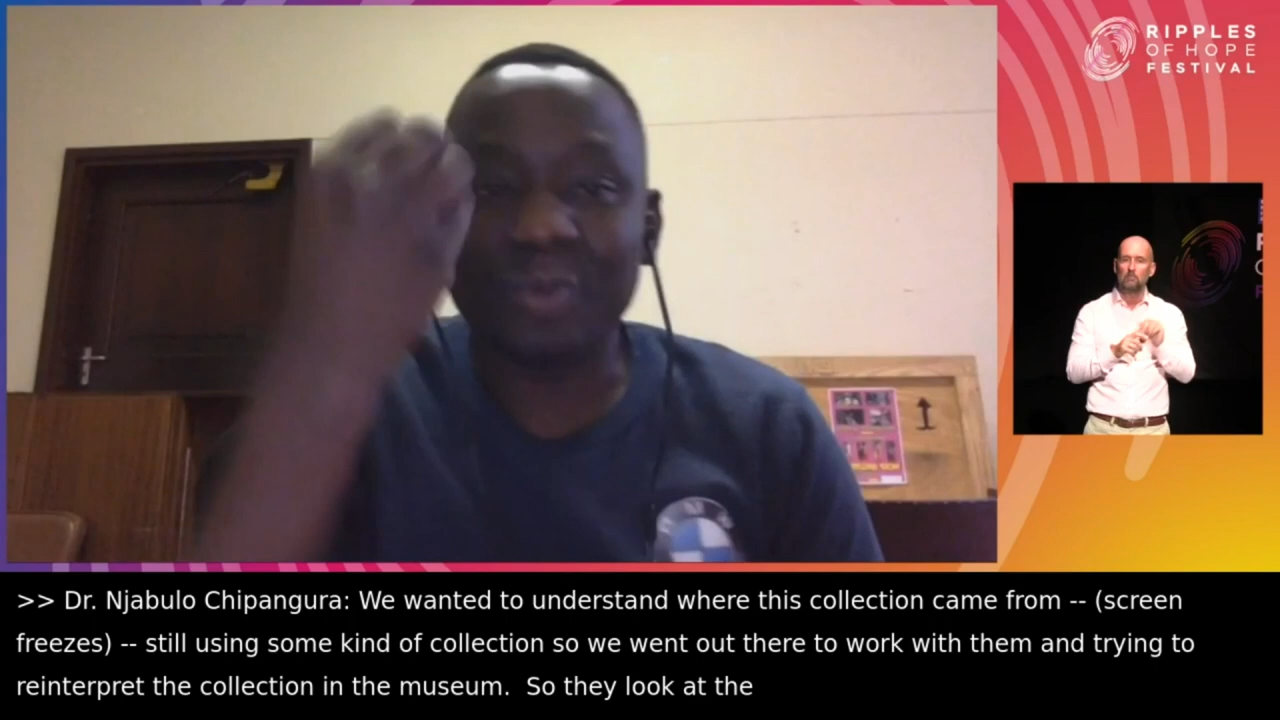 RIPPLES
OF HOPE
FESTIVAL
>> Dr. Njabulo Chipangura: We wanted to understand where this collection came from -- (screen
freezes) -- still using some kind of collection so we went out there to work with them and trying to
reinterpret the collection in the museum.  So they look at the